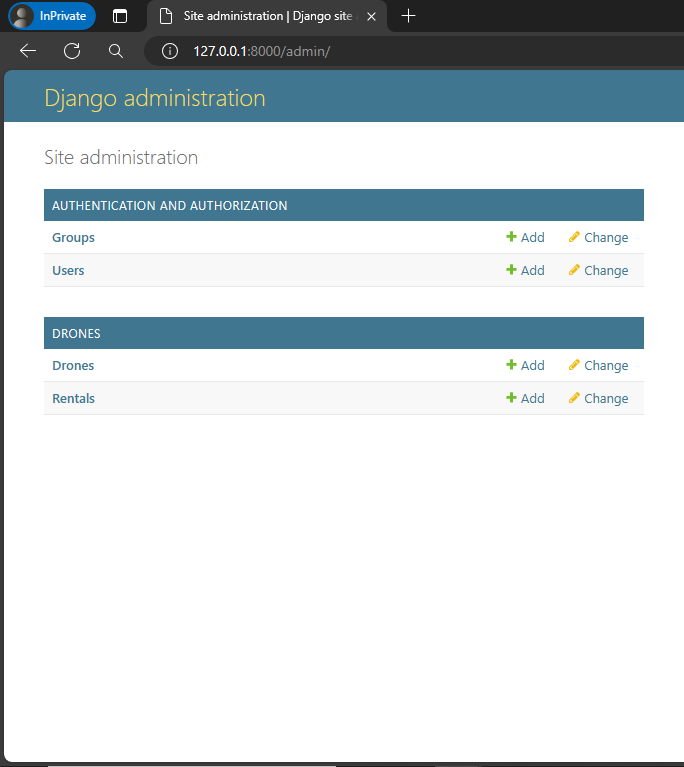 InPrivate
Site administration | Django site
127.0.0.1:8000/admin/
Django administration
Site administration
AUTHENTICATION AND AUTHORIZATION
Groups Add Change
Users Add Change
DRONES
Drones Add Change
Rentals Add Change